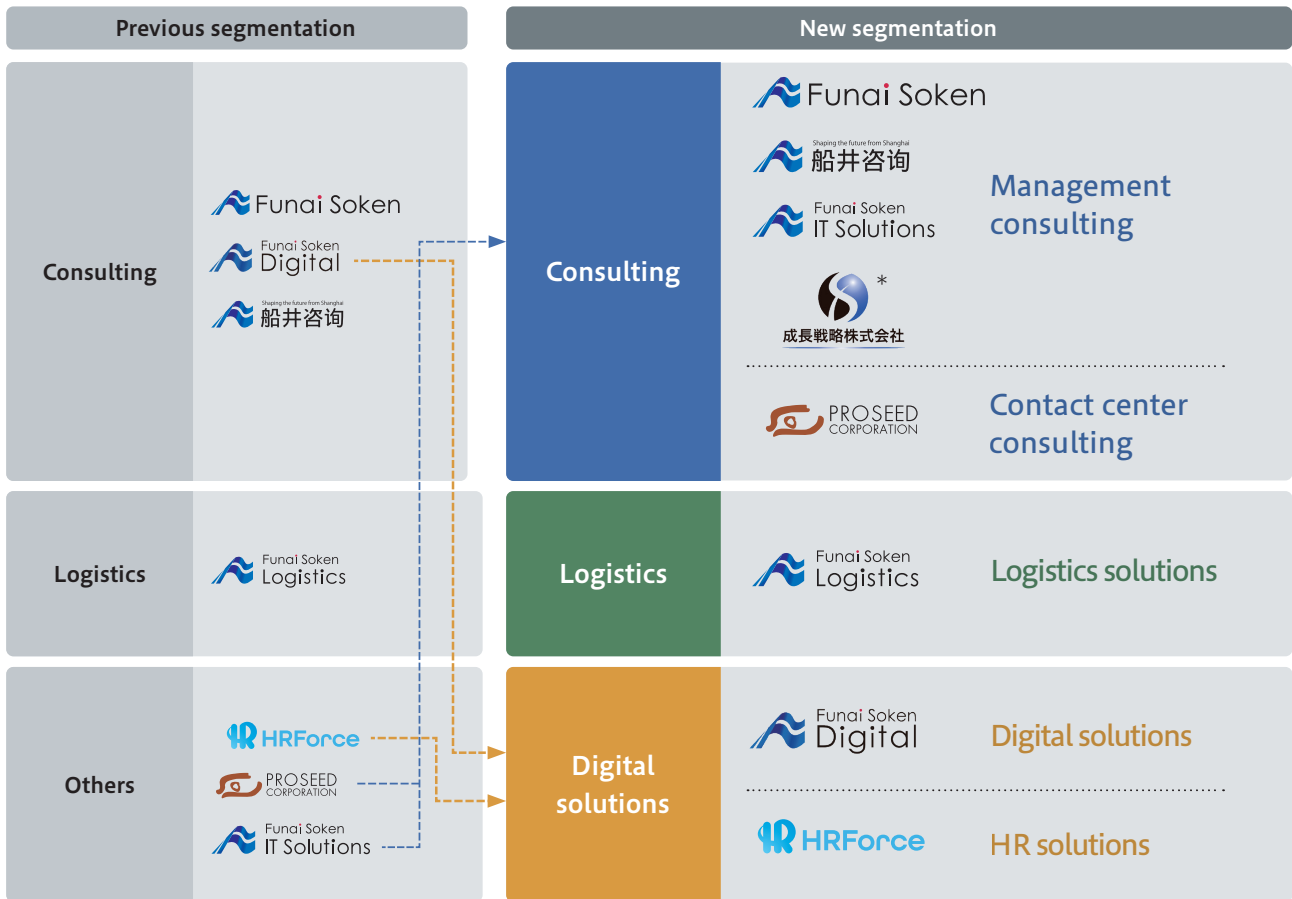 Previous segmentation
New segmentation
Consulting
Funai Soken
Funai Soken
Digital
Shaping the future from Shanghai
船井咨询
Logistics
Funai Soken
Logistics
Others
HRForce
PROSEED
CORPORATION
Funai Soken
IT Solutions
Consulting
Funai Soken
Shaping the future from Shanghai
船井咨询
Funai Soken
IT Solutions
*
成長戦略株式会社
Management
consulting
PROSEED
CORPORATION
Contact center
consulting
Logistics
Funai Soken
Logistics
Logistics solutions
Digital
solutions
Funai Soken
Digital
Digital solutions
HRForce
HR solutions